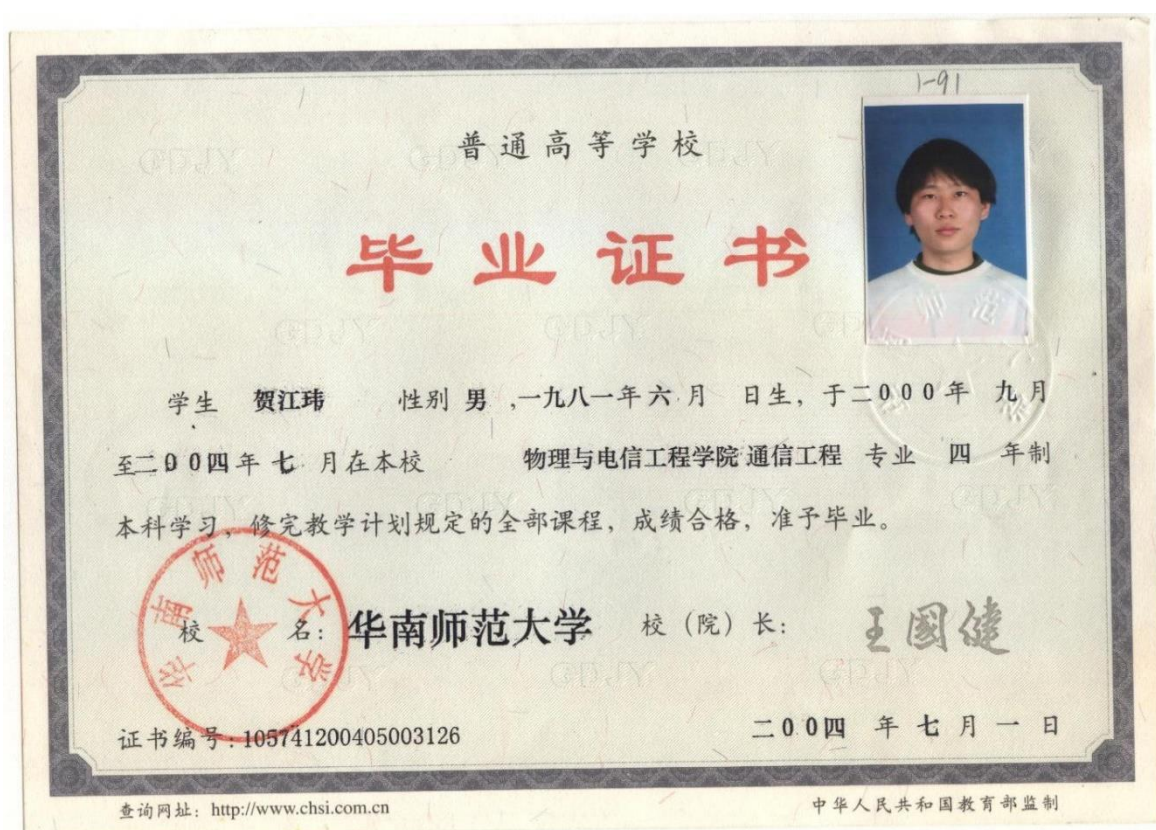 1-91
普通高等学校
毕业证书
学生 贺江玮 性别 男 ,一九八一年六月 日生，于二000年 九月
至二00四年 七 月在本校 物理与电信工程学院 通信工程 专业 四 年制
本科学习，修完教学计划规定的全部课程，成绩合格，准予毕业。
华南师范大学
校 名：华南师范大学 校（院）长： 王國健
证书编号：105741200405003126 二00四 年 七 月 一 日
查询网址：http://www.chsi.com.cn 中华人民共和国教育部监制